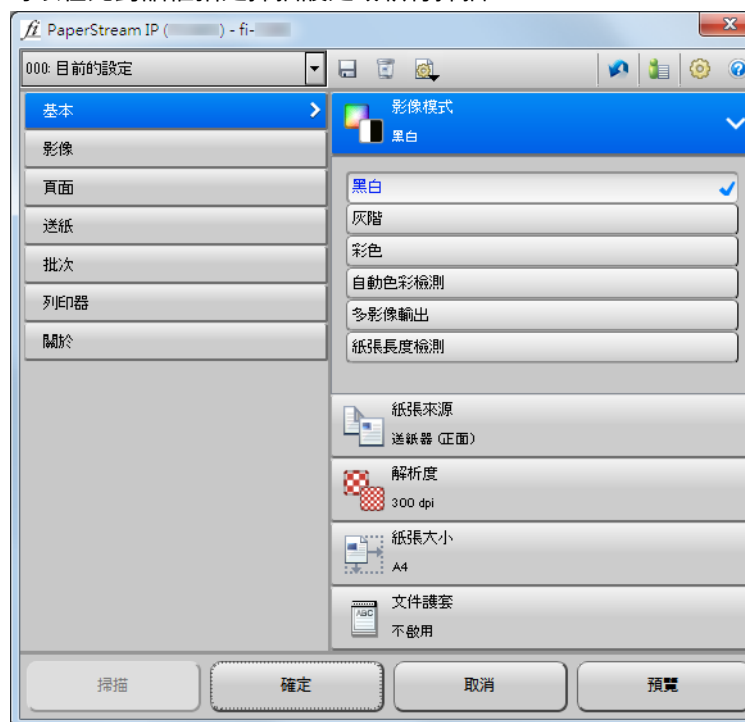 fi PaperStream IP ( ) - fi-
000: 目前的設定
基本
影像
頁面
送紙
批次
列印器
關於
影像模式
黑白
黑白
灰階
彩色
自動色彩檢測
多影像輸出
紙張長度檢測
紙張來源
送紙器 (正面)
解析度
300 dpi
紙張大小
A4
文件護套
不啟用
掃描
確定
取消
預覽